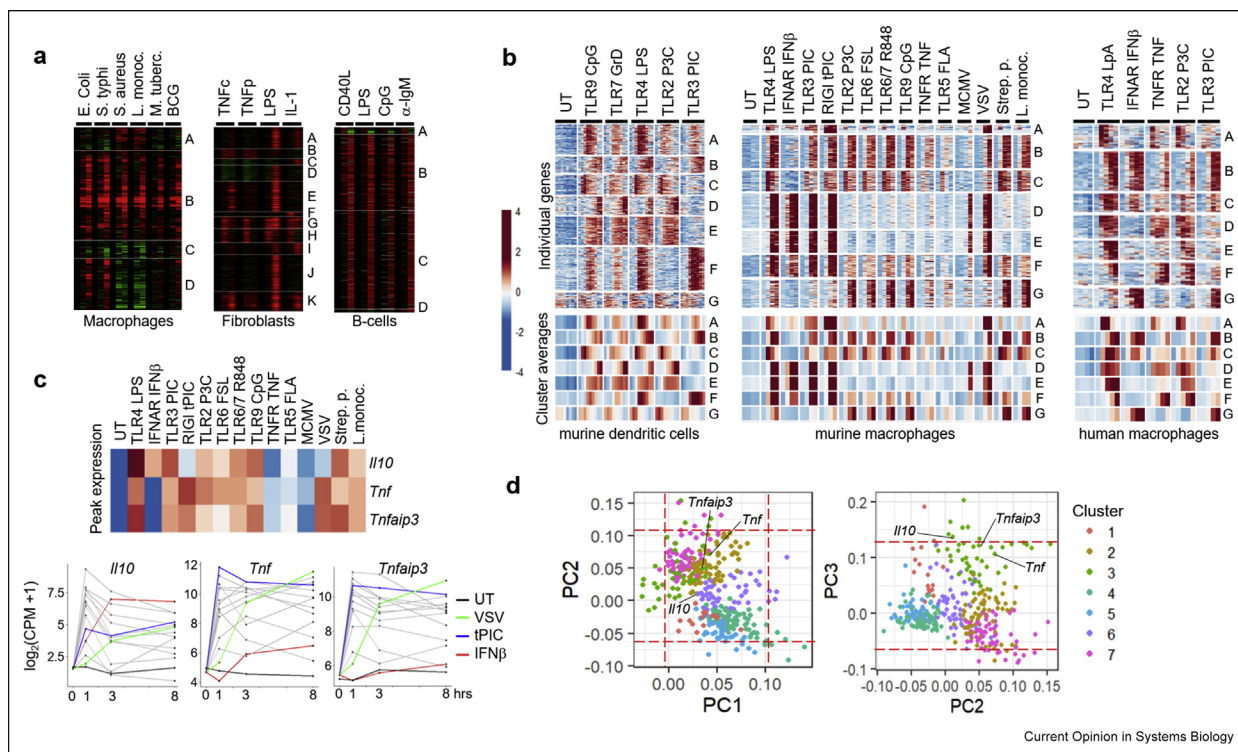 a
E. Coli
S. typhi
S. aureus
L. monoc.
M. tuberc.
BCG
A
B
C
D
Macrophages
TNFc
TNFp
LPS
IL-1
A
B
C
D
E
F
G
H
I
J
K
Fibroblasts
CD40L
LPS
CpG
α-IgM
A
B
C
D
B-cells
b
UT
TLR9 CpG
TLR7 GrD
TLR4 LPS
TLR2 P3C
TLR3 PIC
4
2
0
-2
-4
Individual genes
Cluster averages
A
B
C
D
E
F
G
A
B
C
D
E
F
G
murine dendritic cells
UT
TLR4 LPS
IFNAR IFNβ
TLR3 PIC
RIGI tPIC
TLR2 P3C
TLR6 FSL
TLR6/7 R848
TLR9 CpG
TNFR TNF
TLR5 FLA
MCMV
VSV
Strep. p.
L. monoc.
A
B
C
D
E
F
G
A
B
C
D
E
F
G
murine macrophages
UT
TLR4 LpA
IFNAR IFNβ
TNFR TNF
TLR2 P3C
TLR3 PIC
A
B
C
D
E
F
G
A
B
C
D
E
F
G
human macrophages
c
UT
TLR4 LPS
IFNAR IFNβ
TLR3 PIC
RIGI tPIC
TLR2 P3C
TLR6 FSL
TLR6/7 R848
TLR9 CpG
TNFR TNF
TLR5 FLA
MCMV
VSV
Strep. p.
L.monoc.
Peak expression
Il10
Tnf
Tnfaip3
Il10
log2(CPM +1)
7.5
5.0
2.5
0 1 3 8
Tnf
12
10
8
6
4
0 1 3 8
Tnfaip3
10
8
6
0 1 3 8 hrs
UT
VSV
tPIC
IFNβ
d
PC2
0.15
0.10
0.05
0.00
-0.05
-0.10
Tnfaip3
Tnf
Il10
0.00 0.05 0.10
PC1
PC3
0.2
0.1
0.0
-0.1
Il10
Tnfaip3
Tnf
-0.10 -0.05 0.00 0.05 0.10 0.15
PC2
Cluster
1
2
3
4
5
6
7
Current Opinion in Systems Biology